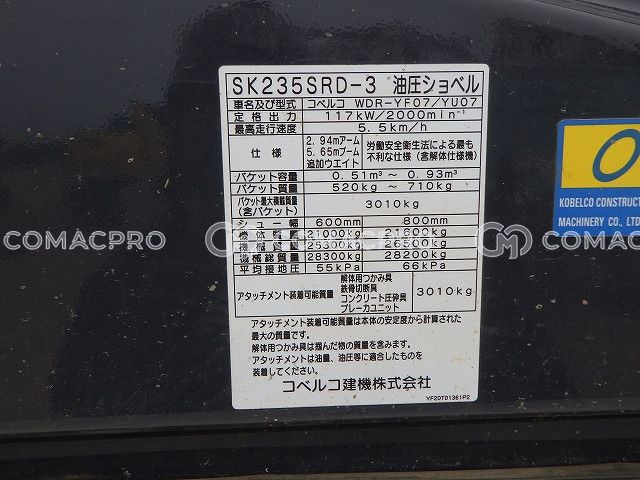 SK235SRD-3 油圧ショベル
車名及び型式 コベルコ WDR-YF07/YU07
定格出力 117kW/2000min⁻¹
最高走行速度 5.5km/h
仕様 2.94mアーム 5.65mブーム 追加ウエイト 労働安全衛生法による最も不利な仕様(含解体仕様機)
バケット容量 0.51m³ ~ 0.93m³
バケット質量 520kg ~ 710kg
バケット最大積載質量 (含バケット) 3010kg
シュー幅 600mm 800mm
機体質量 21000kg 21600kg
機械質量 25300kg 26500kg
機械総質量 28300kg 28200kg
平均接地圧 55kPa 66kPa
アタッチメント装着可能質量 解体用つかみ具 鉄骨切断具 コンクリート圧砕具 ブレーカユニット 3010kg
アタッチメント装着可能質量は本体の安定度から計算された
最大の質量です。
解体用つかみ具は掴んだ物の質量を含みます。
アタッチメントは油量、油圧等に適合したものを
装着してください。
コベルコ建機株式会社
YF20T01361P2
KOBELCO CONSTRUCT
MACHINERY CO., LTD.
COMACPRO
COMACPRO
COMACPRO